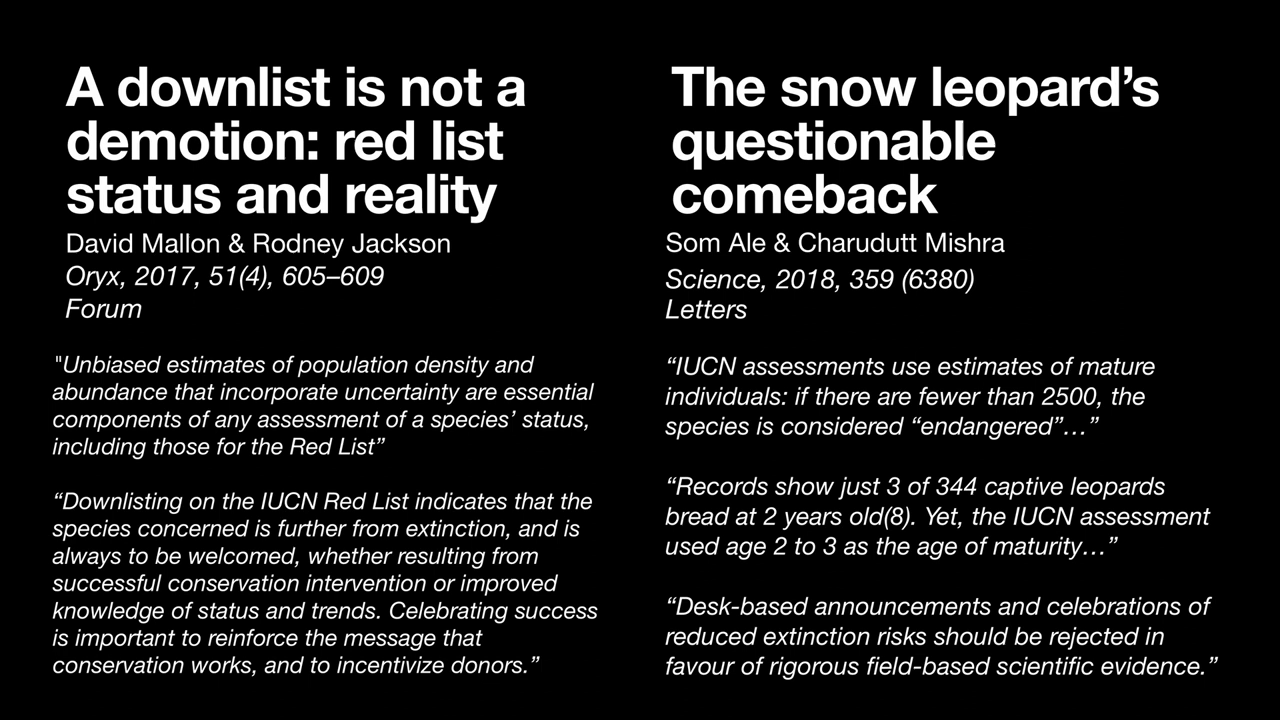 A downlist is not a
demotion: red list
status and reality
David Mallon & Rodney Jackson
Oryx, 2017, 51(4), 605–609
Forum
"Unbiased estimates of population density and
abundance that incorporate uncertainty are essential
components of any assessment of a species’ status,
including those for the Red List”
“Downlisting on the IUCN Red List indicates that the
species concerned is further from extinction, and is
always to be welcomed, whether resulting from
successful conservation intervention or improved
knowledge of status and trends. Celebrating success
is important to reinforce the message that
conservation works, and to incentivize donors.”
The snow leopard’s
questionable
comeback
Som Ale & Charudutt Mishra
Science, 2018, 359 (6380)
Letters
“IUCN assessments use estimates of mature
individuals: if there are fewer than 2500, the
species is considered “endangered”…”
“Records show just 3 of 344 captive leopards
bread at 2 years old(8). Yet, the IUCN assessment
used age 2 to 3 as the age of maturity…”
“Desk-based announcements and celebrations of
reduced extinction risks should be rejected in
favour of rigorous field-based scientific evidence.”